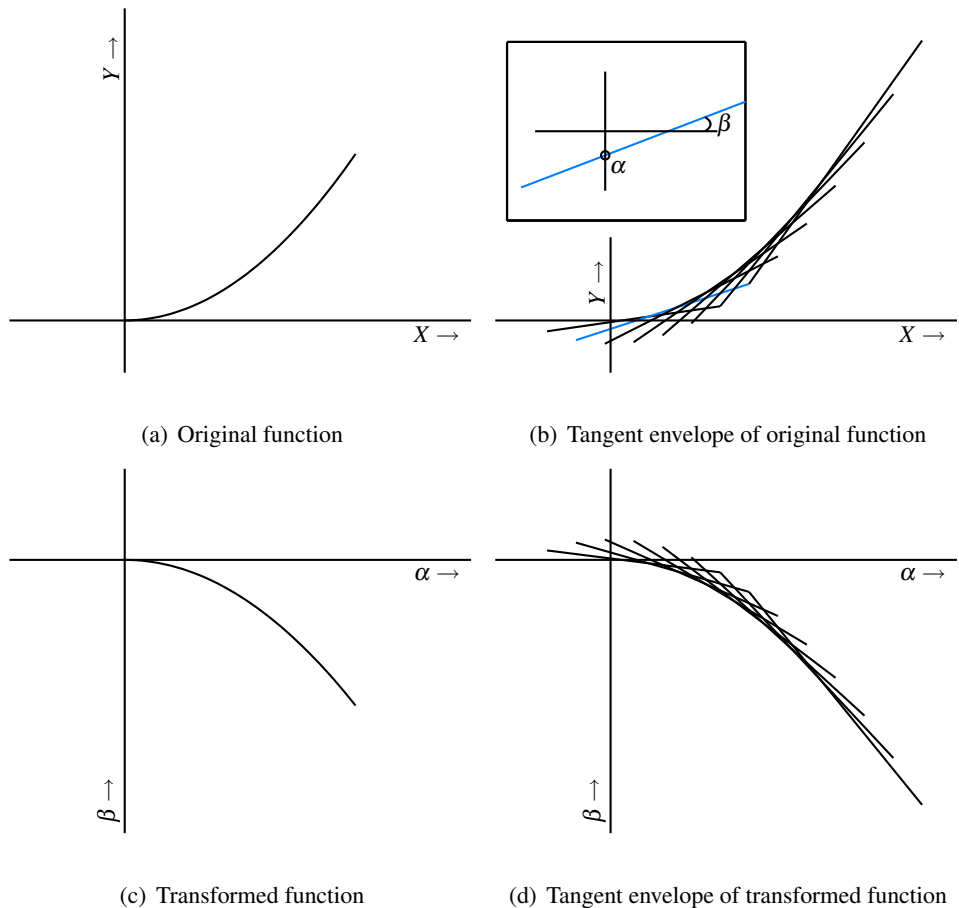 Y →
X →
β
α
Y →
X →
(a) Original function
(b) Tangent envelope of original function
α →
β →
α →
β →
(c) Transformed function
(d) Tangent envelope of transformed function